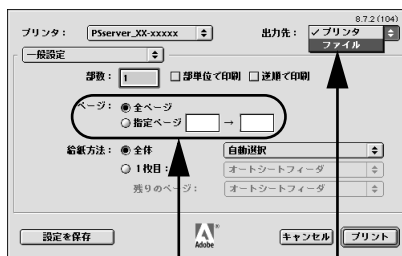 8.7.2 (104)
プリンタ： PSserver_XX-xxxxx 出力先： ✓プリンタ
ファイル
一般設定
部数： 1 □部単位で印刷 □逆順で印刷
ページ： ◉全ページ
○指定ページ →
給紙方法： ◉全体 自動選択
○1枚目： オートシートフィーダ
残りのページ： オートシートフィーダ
設定を保存 Adobe キャンセル プリント